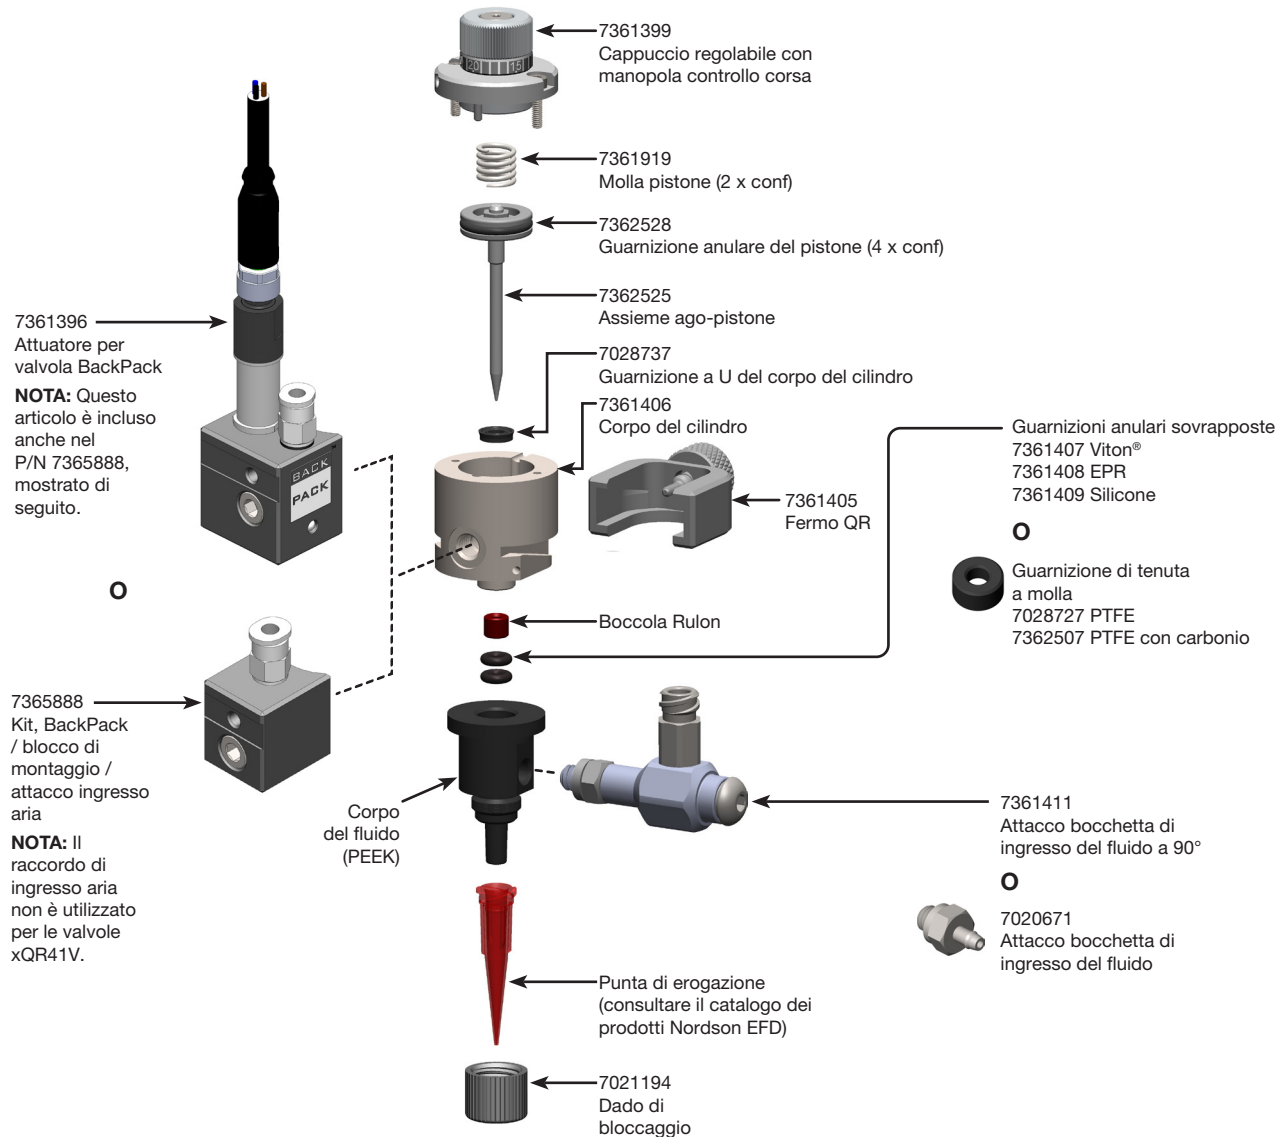 7361399
Cappuccio regolabile con
manopola controllo corsa
20
15
7361919
Molla pistone (2 x conf)
7362528
Guarnizione anulare del pistone (4 x conf)
7362525
Assieme ago-pistone
7028737
Guarnizione a U del corpo del cilindro
7361406
Corpo del cilindro
7361396
Attuatore per
valvola BackPack
NOTA: Questo
articolo è incluso
anche nel
P/N 7365888,
mostrato di
seguito.
BACK
PACK
O
7361405
Fermo QR
Guarnizioni anulari sovrapposte
7361407 Viton®
7361408 EPR
7361409 Silicone
O
Guarnizione di tenuta
a molla
7028727 PTFE
7362507 PTFE con carbonio
Boccola Rulon
7365888
Kit, BackPack
/ blocco di
montaggio /
attacco ingresso
aria
NOTA: Il
raccordo di
ingresso aria
non è utilizzato
per le valvole
xQR41V.
Corpo
del fluido
(PEEK)
7361411
Attacco bocchetta di
ingresso del fluido a 90°
O
7020671
Attacco bocchetta di
ingresso del fluido
Punta di erogazione
(consultare il catalogo dei
prodotti Nordson EFD)
7021194
Dado di
bloccaggio